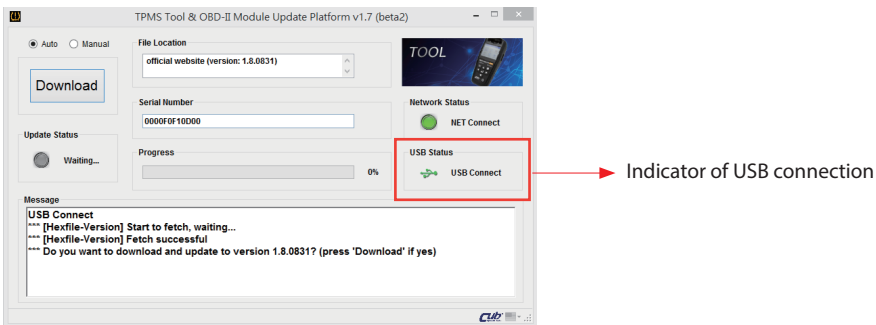 TPMS Tool & OBD-II Module Update Platform v1.7 (beta2)
Auto
Manual
File Location
official website (version: 1.8.0831)
TOOL
Download
Serial Number
0000F0F10D00
Network Status
NET Connect
Update Status
Waiting...
Progress
0%
USB Status
USB Connect
Indicator of USB connection
Message
USB Connect
*** [Hexfile-Version] Start to fetch, waiting...
*** [Hexfile-Version] Fetch successful
*** Do you want to download and update to version 1.8.0831? (press 'Download' if yes)
Cub